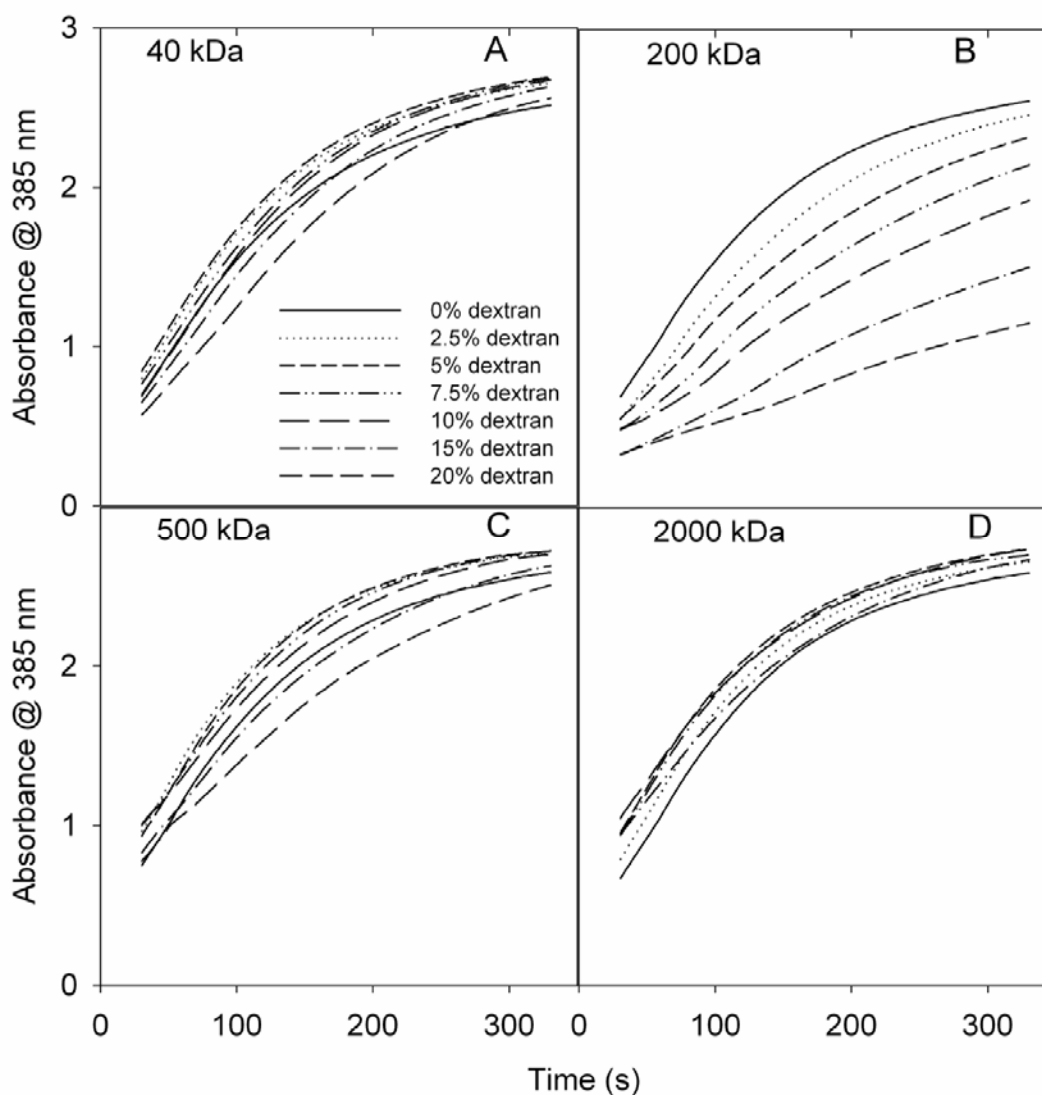 3
40 kDa
A
200 kDa
B
2
1
0
Absorbance @ 385 nm
0% dextran
2.5% dextran
5% dextran
7.5% dextran
10% dextran
15% dextran
20% dextran
500 kDa
C
2000 kDa
D
2
1
0
Absorbance @ 385 nm
0 100 200 300 0 100 200 300
Time (s)